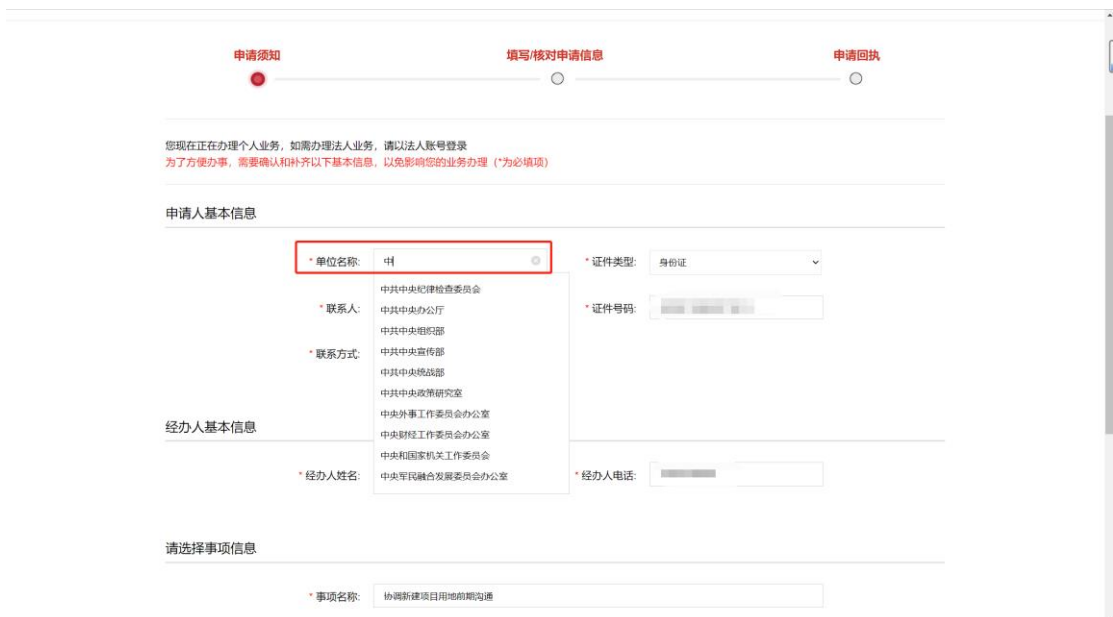 申请须知 填写/核对申请信息 申请回执
您现在正在办理个人业务，如需办理法人业务，请以法人账号登录
为了方便办事，需要确认和补齐以下基本信息，以免影响您的业务办理（*为必填项）
申请人基本信息
* 单位名称: 中 * 证件类型: 身份证
中共中央纪律检查委员会
* 联系人: 中共中央办公厅 * 证件号码:
中共中央组织部
* 联系方式: 中共中央宣传部
中共中央统战部
中共中央政策研究室
中央外事工作委员会办公室
经办人基本信息
中央财经工作委员会办公室
中央和国家机关工作委员会
* 经办人姓名: 中央军民融合发展委员会办公室 * 经办人电话:
请选择事项信息
* 事项名称: 协调新建项目用地前期沟通